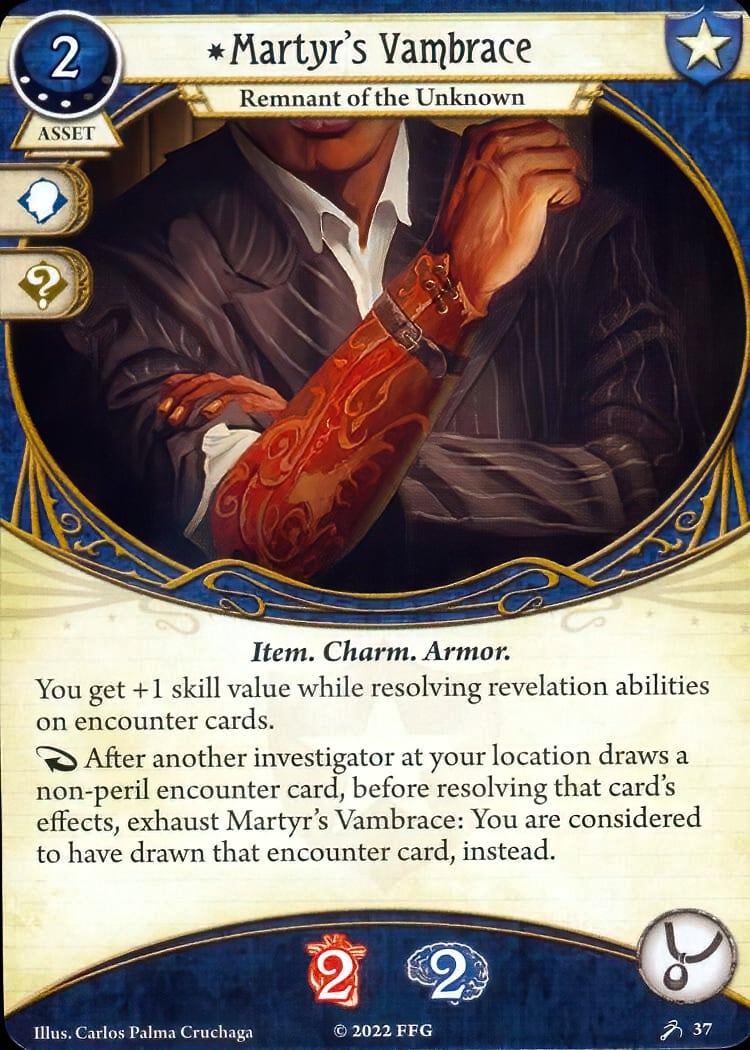 2
*Martyr's Vambrace
Remnant of the Unknown
ASSET
?
Item. Charm. Armor.
You get +1 skill value while resolving revelation abilities
on encounter cards.
After another investigator at your location draws a
non-peril encounter card, before resolving that card's
effects, exhaust Martyr's Vambrace: You are considered
to have drawn that encounter card, instead.
2 2
Illus. Carlos Palma Cruchaga © 2022 FFG 37